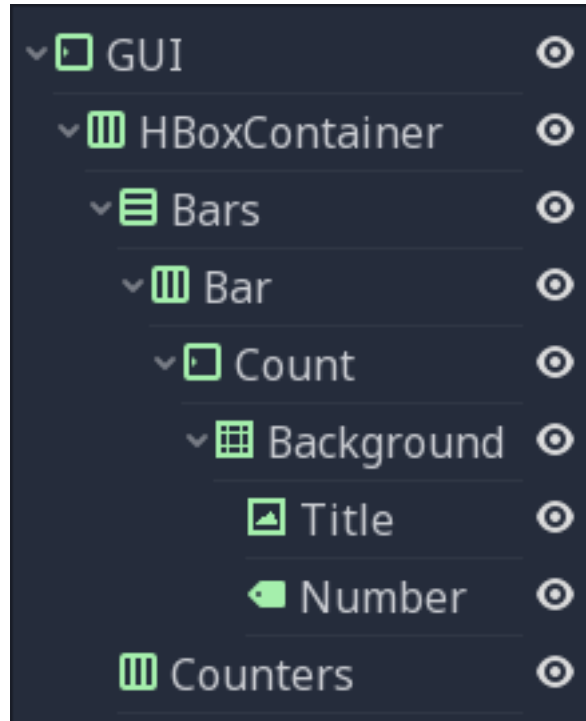 GUI
HBoxContainer
Bars
Bar
Count
Background
Title
Number
Counters